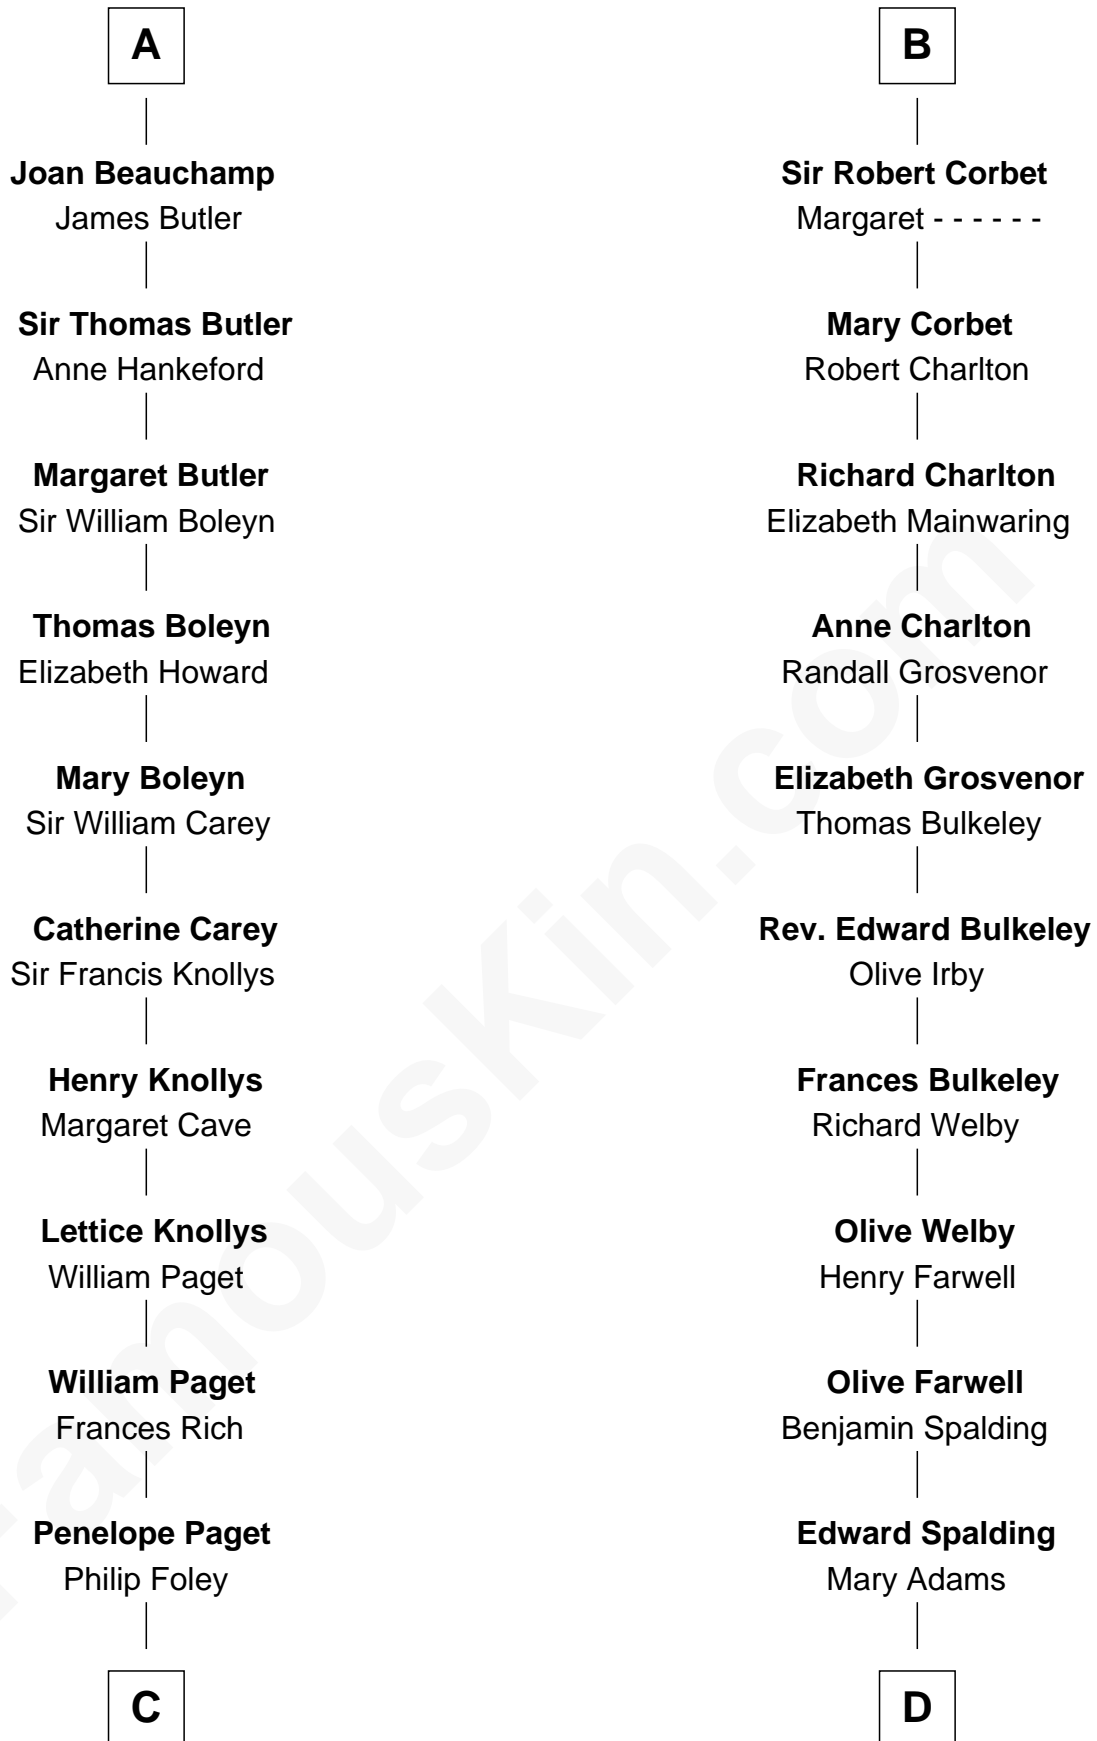 A
Joan Beauchamp
James Butler
Sir Thomas Butler
Anne Hankeford
Margaret Butler
Sir William Boleyn
Thomas Boleyn
Elizabeth Howard
Mary Boleyn
Sir William Carey
Catherine Carey
Sir Francis Knollys
Henry Knollys
Margaret Cave
Lettice Knollys
William Paget
William Paget
Frances Rich
Penelope Paget
Philip Foley
C
B
Sir Robert Corbet
Margaret - - - - - -
Mary Corbet
Robert Charlton
Richard Charlton
Elizabeth Mainwaring
Anne Charlton
Randall Grosvenor
Elizabeth Grosvenor
Thomas Bulkeley
Rev. Edward Bulkeley
Olive Irby
Frances Bulkeley
Richard Welby
Olive Welby
Henry Farwell
Olive Farwell
Benjamin Spalding
Edward Spalding
Mary Adams
D
FamousKin.com